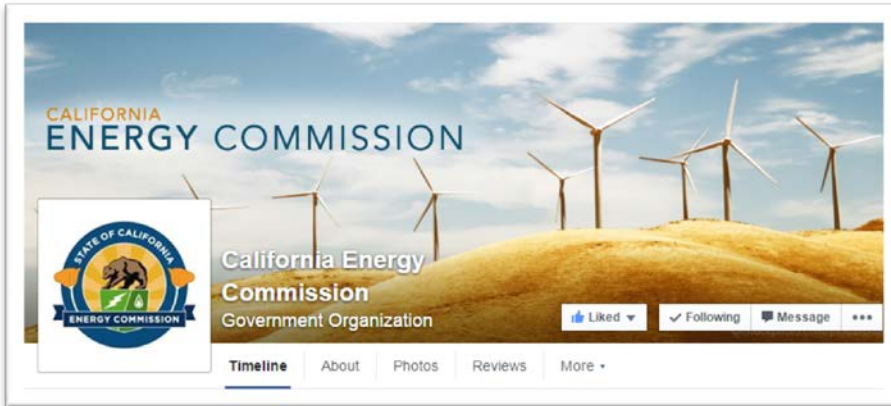 CALIFORNIA
ENERGY COMMISSION
STATE OF CALIFORNIA
ENERGY COMMISSION
California Energy
Commission
Government Organization
Liked
Following
Message
Timeline About Photos Reviews More